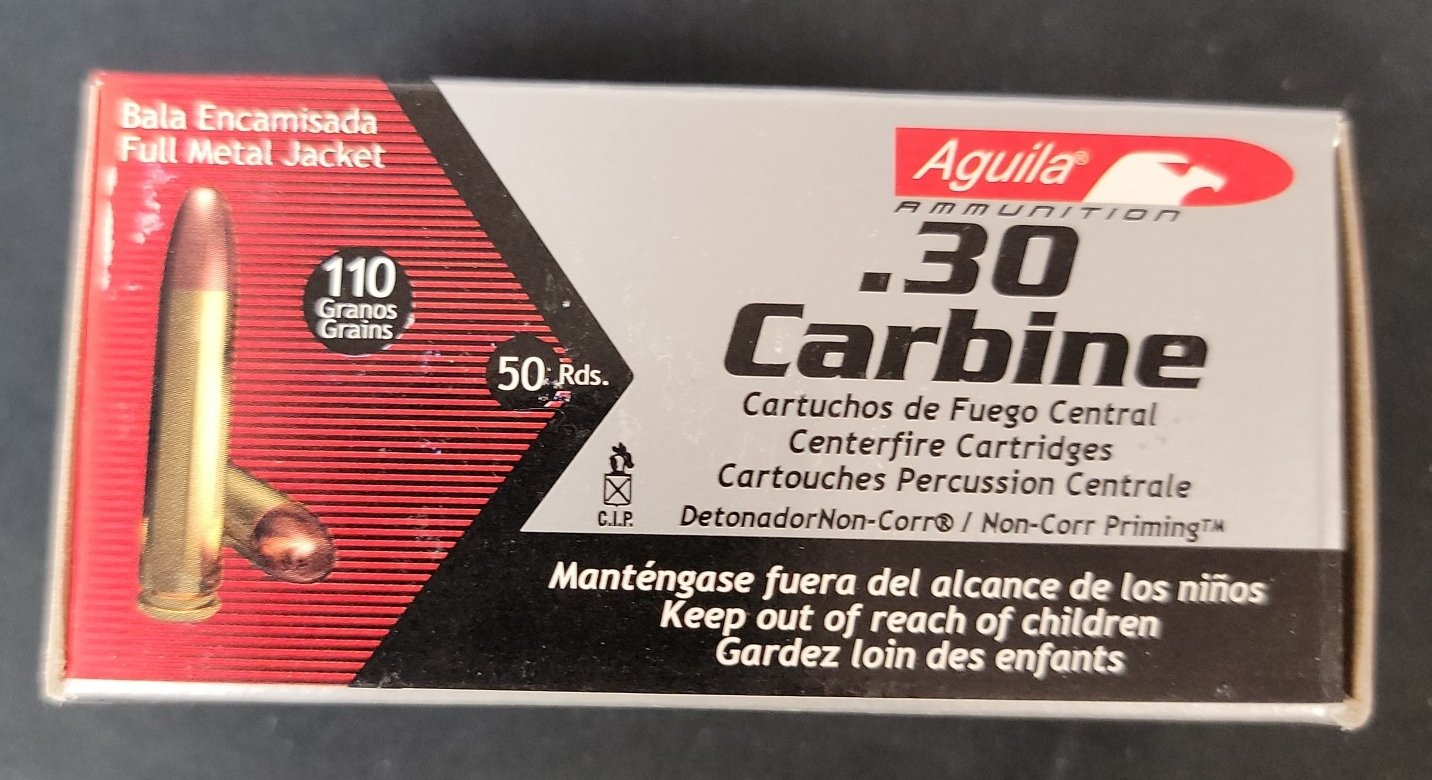 Bala Encamisada
Full Metal Jacket
110
Granos
Grains
50 Rds.
Aguila®
AMMUNITION
.30
Carbine
Cartuchos de Fuego Central
Centerfire Cartridges
Cartouches Percussion Centrale
DetonadorNon-Corr® / Non-Corr Priming™
C.I.P.
Manténgase fuera del alcance de los niños
Keep out of reach of children
Gardez loin des enfants